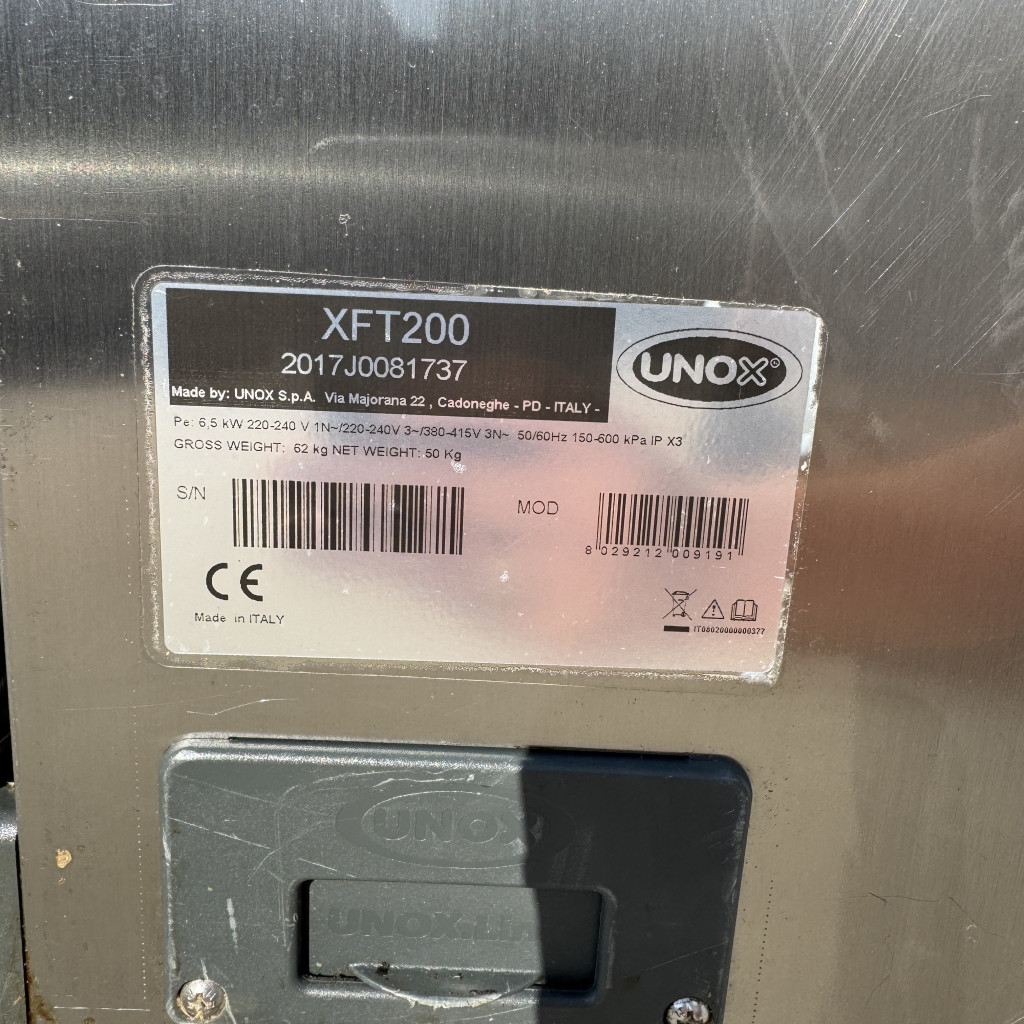 XFT200
2017J0081737
UNOX
Made by: UNOX S.p.A. Via Majorana 22 , Cadoneghe - PD - ITALY -
Pe: 6,5 kW 220-240 V 1N~/220-240V 3~/380-415V 3N~ 50/60Hz 150-600 kPa IP X3
GROSS WEIGHT: 62 kg NET WEIGHT: 50 Kg
S/N
MOD
8 029212 009191
CE
Made in ITALY
IT08020000000377
UNOX
UNOX.Lin